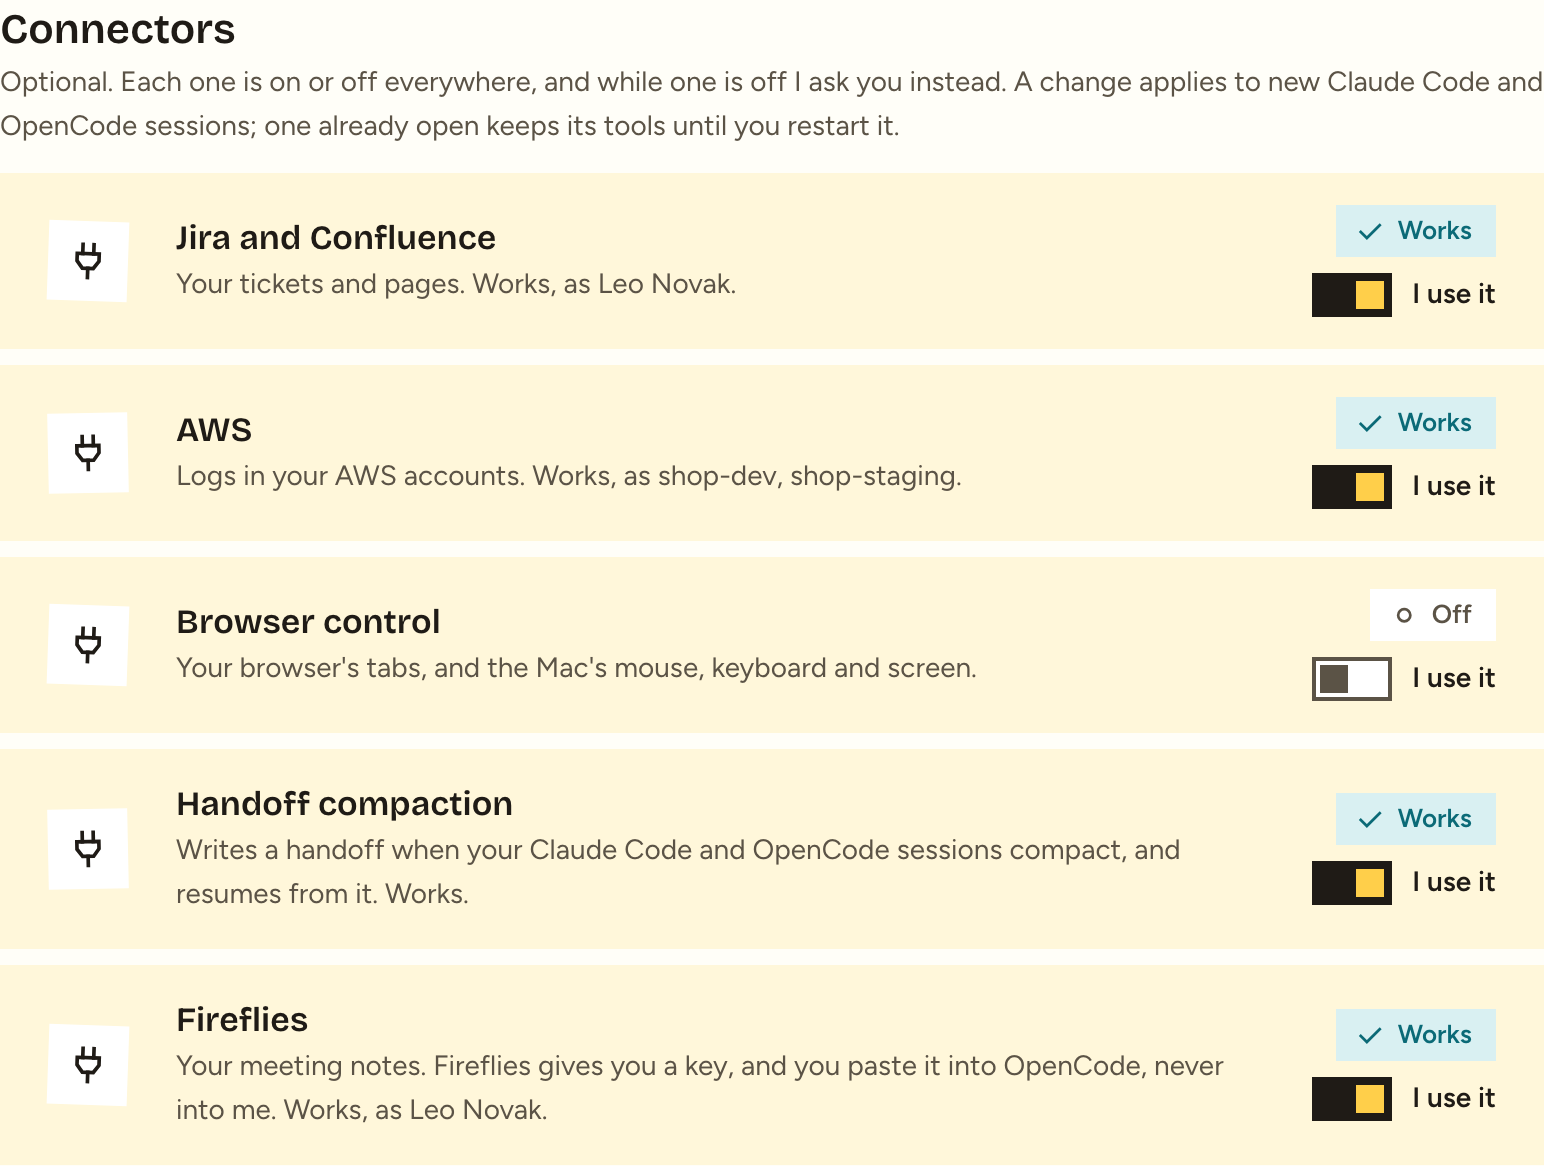 Connectors
Optional. Each one is on or off everywhere, and while one is off I ask you instead. A change applies to new Claude Code and
OpenCode sessions; one already open keeps its tools until you restart it.
Jira and Confluence
Your tickets and pages. Works, as Leo Novak.
Works
I use it
AWS
Logs in your AWS accounts. Works, as shop-dev, shop-staging.
Works
I use it
Browser control
Your browser's tabs, and the Mac's mouse, keyboard and screen.
Off
I use it
Handoff compaction
Writes a handoff when your Claude Code and OpenCode sessions compact, and
resumes from it. Works.
Works
I use it
Fireflies
Your meeting notes. Fireflies gives you a key, and you paste it into OpenCode, never
into me. Works, as Leo Novak.
Works
I use it